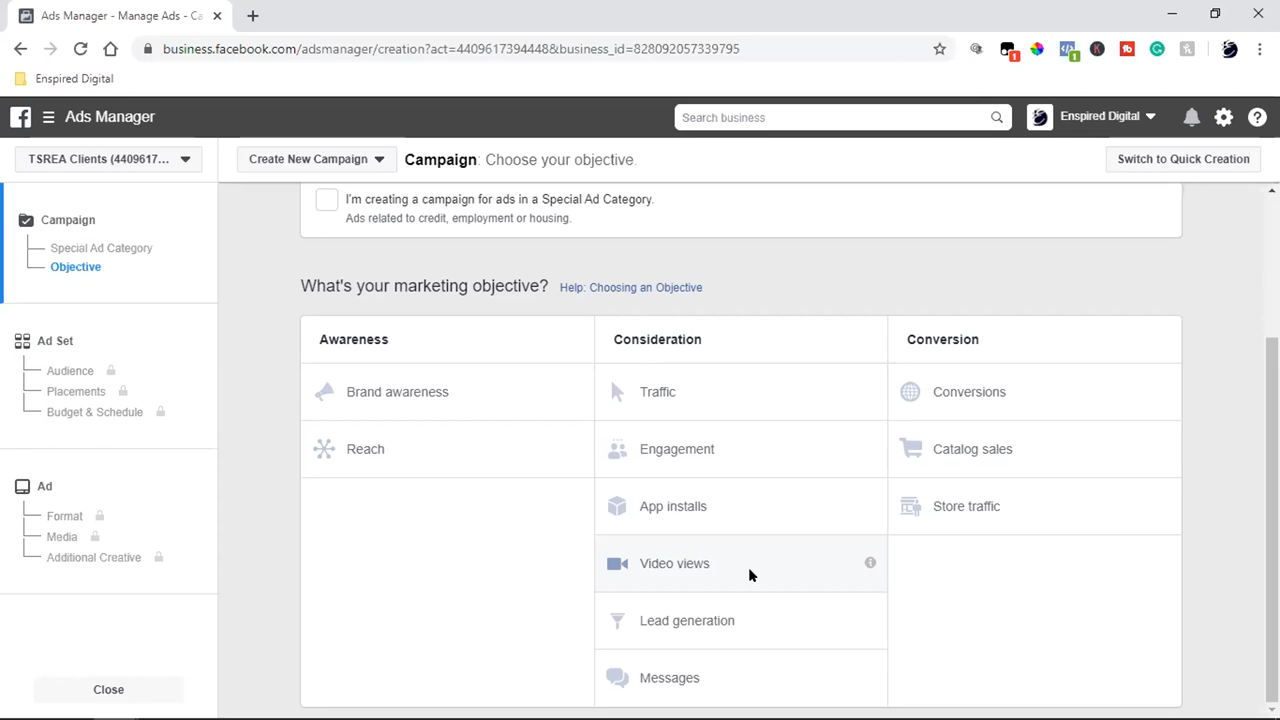 Ads Manager - Manage Ads - Ca
business.facebook.com/adsmanager/creation?act=4409617394448&business_id=828092057339795
1
1
Enspired Digital
Ads Manager
Search business
Enspired Digital
TSREA Clients (4409617...
Create New Campaign
Campaign: Choose your objective.
Switch to Quick Creation
Campaign
Special Ad Category
Objective
Ad Set
Audience
Placements
Budget & Schedule
Ad
Format
Media
Additional Creative
Close
I'm creating a campaign for ads in a Special Ad Category.
Ads related to credit, employment or housing.
What's your marketing objective? Help: Choosing an Objective
Awareness
Consideration
Conversion
Brand awareness
Traffic
Conversions
Reach
Engagement
Catalog sales
App installs
Store traffic
Video views
Lead generation
Messages